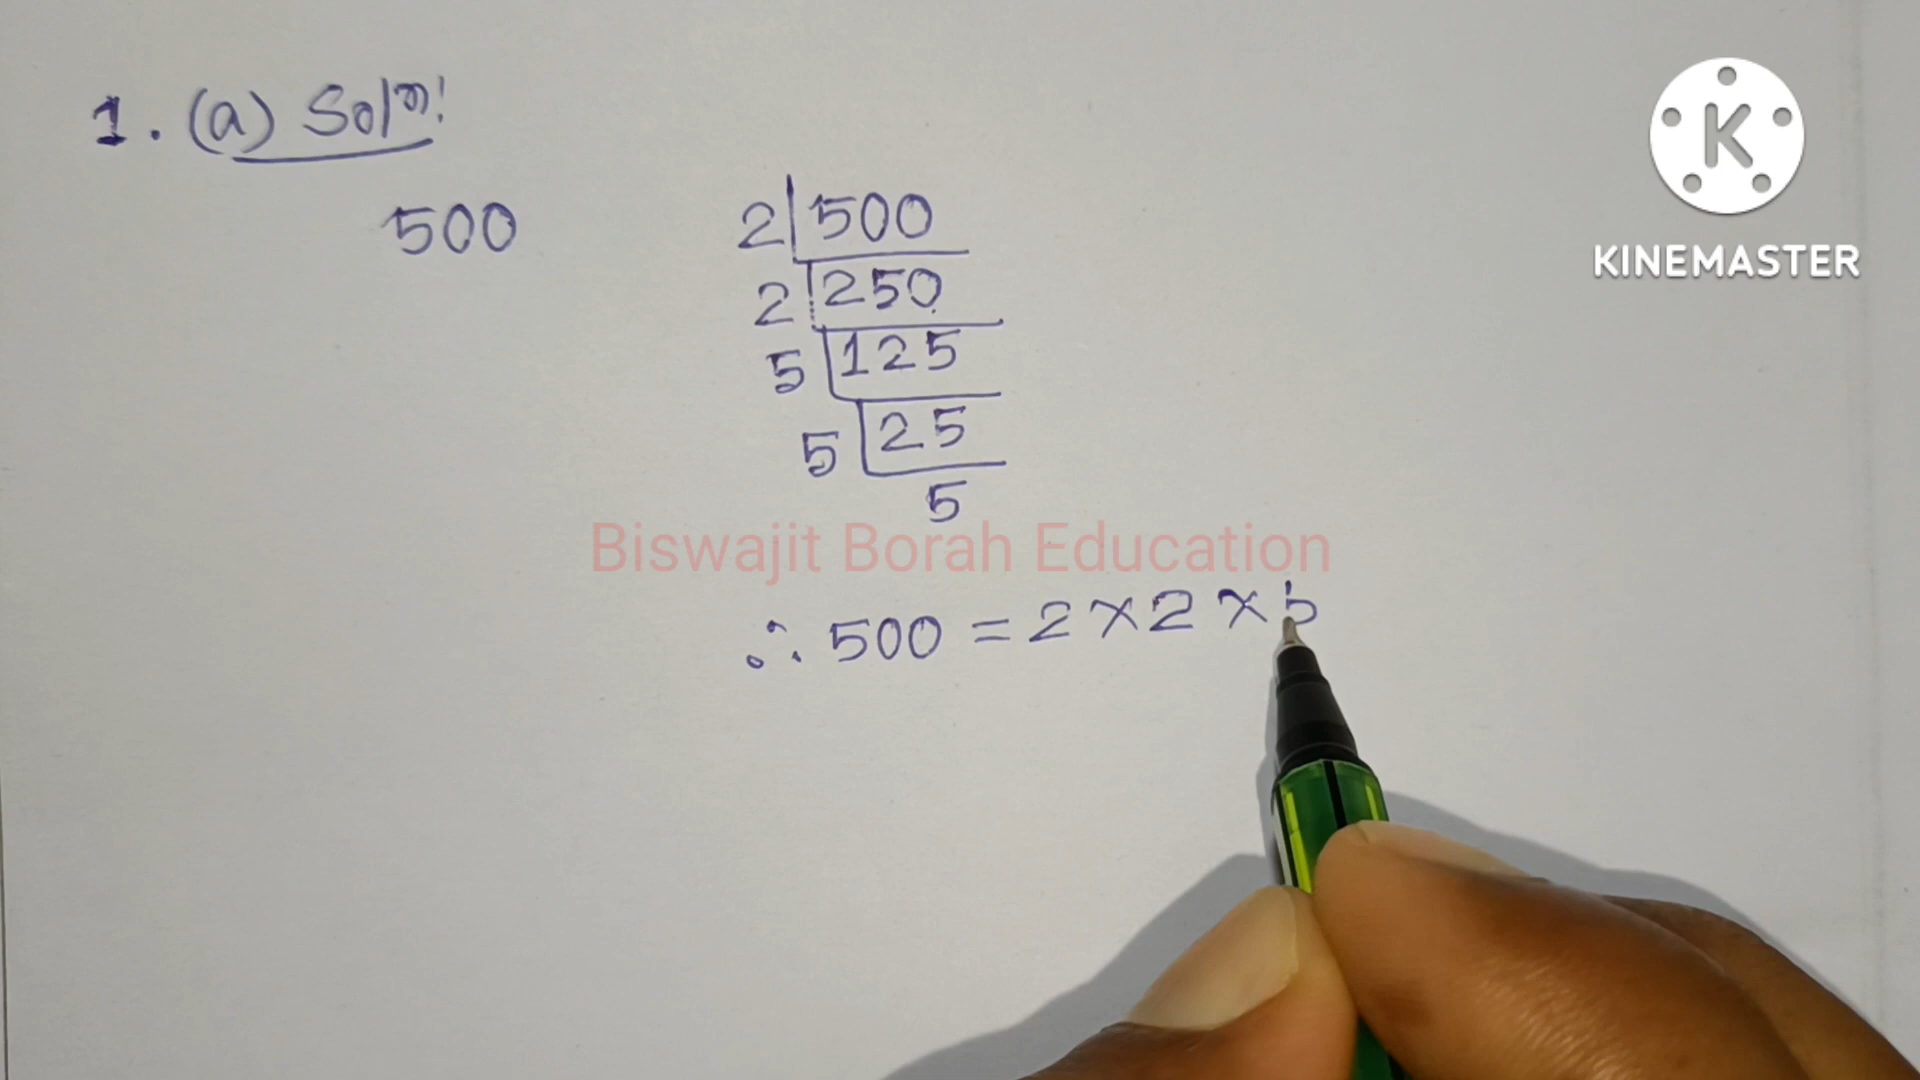 1. (a) Soln:
500
2 | 500
2 | 250
5 | 125
5 | 25
5
Biswajit Borah Education
∴ 500 = 2 × 2 × 5
K
KINEMASTER